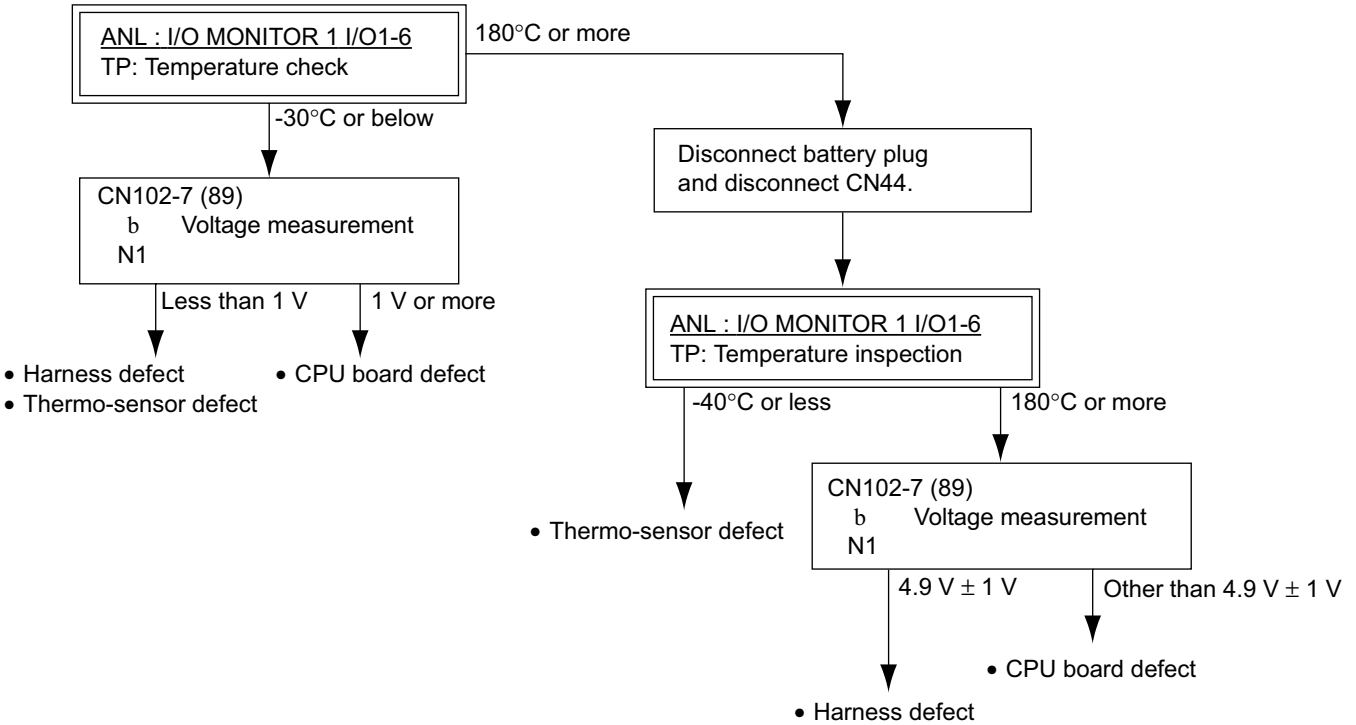 ANL : I/O MONITOR 1 I/O1-6
TP: Temperature check
180°C or more
-30°C or below
CN102-7 (89)
b Voltage measurement
N1
Less than 1 V
1 V or more
• Harness defect
• Thermo-sensor defect
• CPU board defect
Disconnect battery plug
and disconnect CN44.
ANL : I/O MONITOR 1 I/O1-6
TP: Temperature inspection
-40°C or less
180°C or more
• Thermo-sensor defect
CN102-7 (89)
b Voltage measurement
N1
4.9 V ± 1 V
Other than 4.9 V ± 1 V
• CPU board defect
• Harness defect